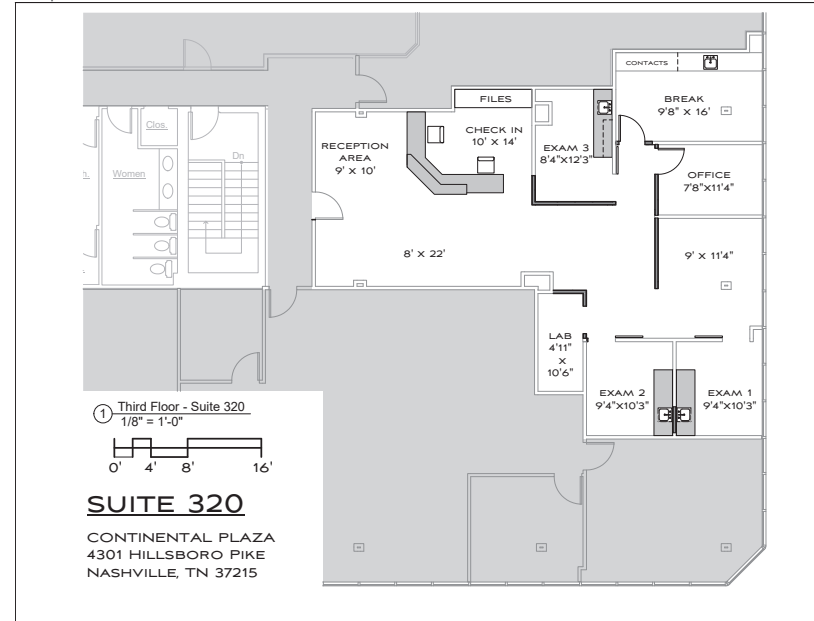 CONTACTS
BREAK
9'8" X 16'
FILES
CHECK IN
10' X 14'
RECEPTION
AREA
9' X 10'
EXAM 3
8'4"X12'3"
OFFICE
7'8"X11'4"
Clos.
Women
Dn
8' X 22'
9' X 11'4"
LAB
4'11"
X
10'6"
EXAM 2
9'4"X10'3"
EXAM 1
9'4"X10'3"
1
Third Floor - Suite 320
1/8" = 1'-0"
0' 4' 8' 16'
SUITE 320
CONTINENTAL PLAZA
4301 HILLSBORO PIKE
NASHVILLE, TN 37215